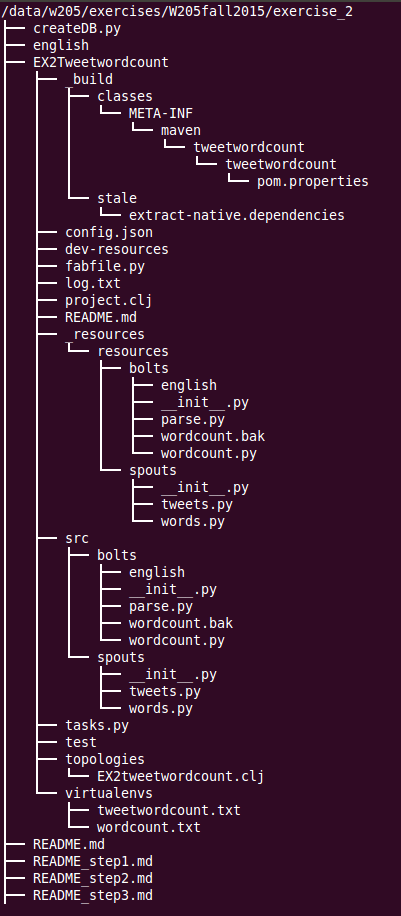 /data/w205/exercises/W205fall2015/exercise_2
createDB.py
english
EX2Tweetwordcount
_build
classes
META-INF
maven
tweetwordcount
tweetwordcount
pom.properties
stale
extract-native.dependencies
config.json
dev-resources
fabfile.py
log.txt
project.clj
README.md
_resources
resources
bolts
english
__init__.py
parse.py
wordcount.bak
wordcount.py
spouts
__init__.py
tweets.py
words.py
src
bolts
english
__init__.py
parse.py
wordcount.bak
wordcount.py
spouts
__init__.py
tweets.py
words.py
tasks.py
test
topologies
EX2tweetwordcount.clj
virtualenvs
tweetwordcount.txt
wordcount.txt
README.md
README_step1.md
README_step2.md
README_step3.md